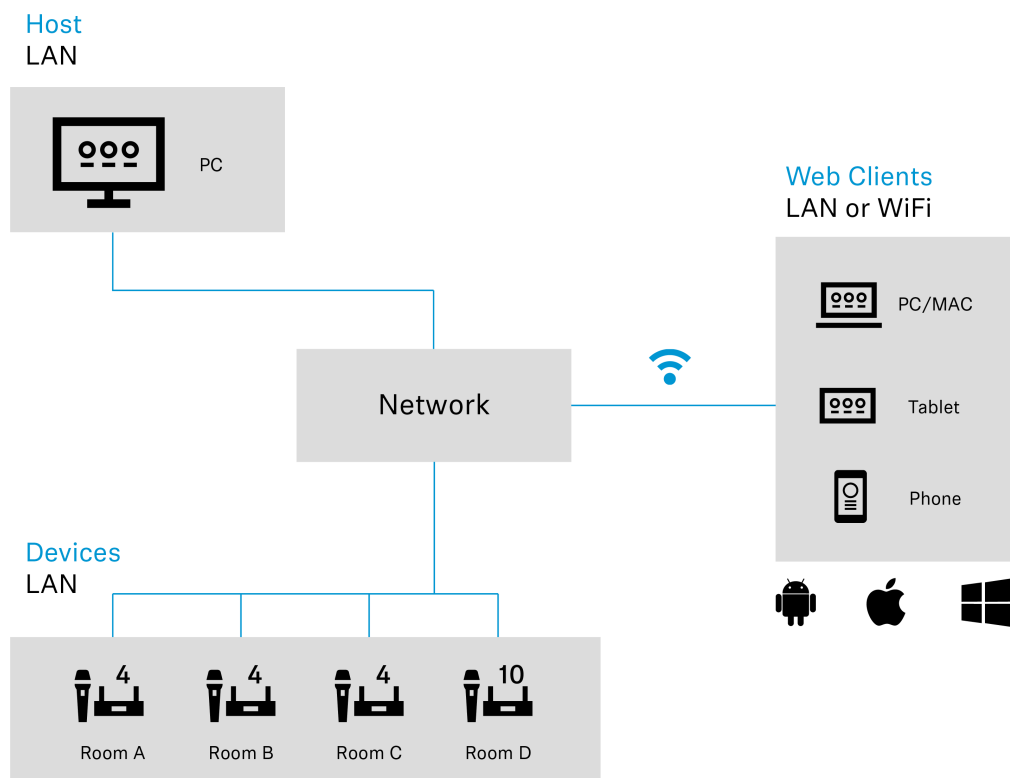 Host
LAN
PC
Web Clients
LAN or WiFi
PC/MAC
Tablet
Phone
Network
Devices
LAN
4 4 4 10
Room A Room B Room C Room D